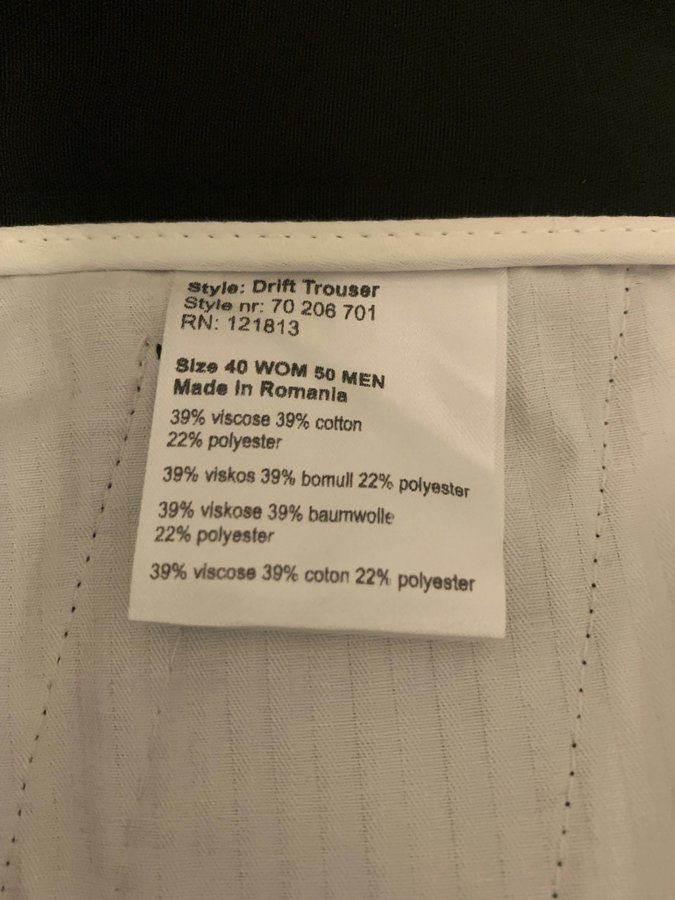 Style: Drift Trouser
Style nr: 70 206 701
RN: 121813
Size 40 WOM 50 MEN
Made in Romania
39% viscose 39% cotton
22% polyester
39% viskos 39% bomull 22% polyester
39% viskose 39% baumwolle
22% polyester
39% viscose 39% coton 22% polyester